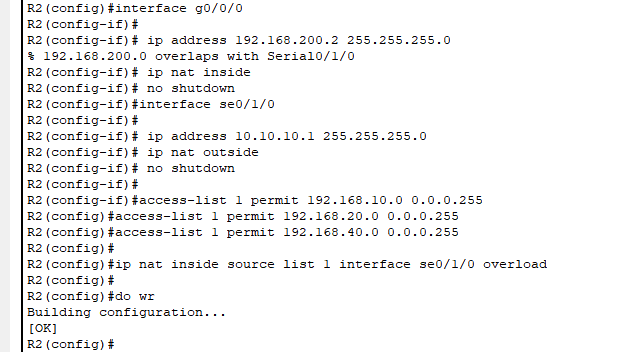 R2(config)#interface g0/0/0
R2(config-if)#
R2(config-if)# ip address 192.168.200.2 255.255.255.0
% 192.168.200.0 overlaps with Serial0/1/0
R2(config-if)# ip nat inside
R2(config-if)# no shutdown
R2(config-if)#interface se0/1/0
R2(config-if)#
R2(config-if)# ip address 10.10.10.1 255.255.255.0
R2(config-if)# ip nat outside
R2(config-if)# no shutdown
R2(config-if)#
R2(config-if)#access-list 1 permit 192.168.10.0 0.0.0.255
R2(config)#access-list 1 permit 192.168.20.0 0.0.0.255
R2(config)#access-list 1 permit 192.168.40.0 0.0.0.255
R2(config)#
R2(config)#ip nat inside source list 1 interface se0/1/0 overload
R2(config)#
R2(config)#do wr
Building configuration...
[OK]
R2(config)#